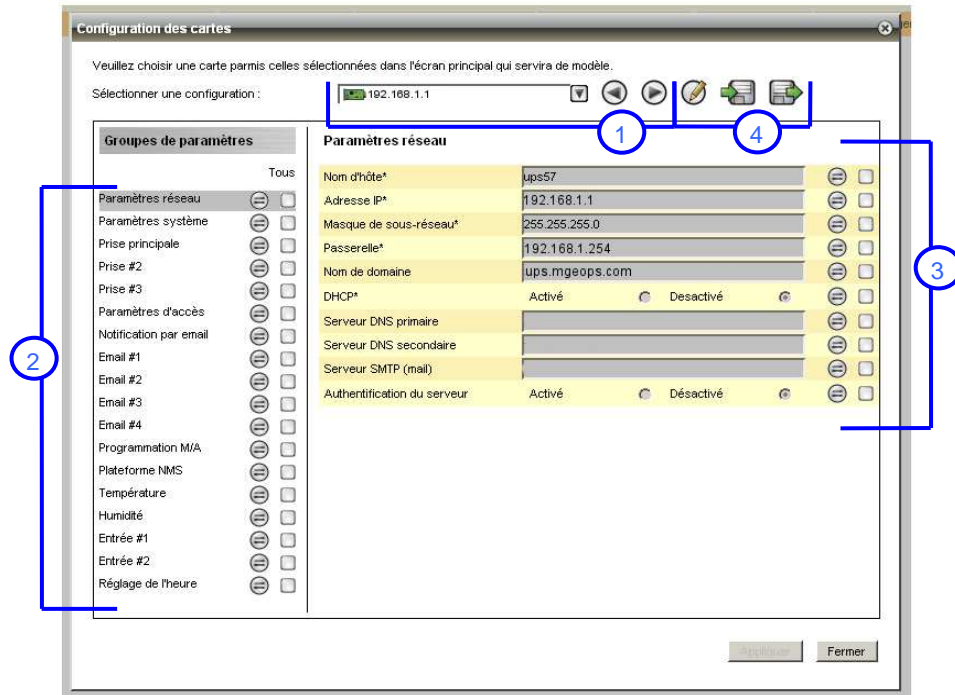 Configuration des cartes
Veuillez choisir une carte parmis celles sélectionnées dans l'écran principal qui servira de modèle.
Sélectionner une configuration :
192.168.1.1
1
4
Groupes de paramètres
Tous
Paramètres réseau
Paramètres système
Prise principale
Prise #2
Prise #3
Paramètres d'accès
Notification par email
Email #1
Email #2
Email #3
Email #4
Programmation M/A
Plateforme NMS
Température
Humidité
Entrée #1
Entrée #2
Réglage de l'heure
2
Paramètres réseau
Nom d'hôte* ups57
Adresse IP* 192.168.1.1
Masque de sous-réseau* 255.255.255.0
Passerelle* 192.168.1.254
Nom de domaine ups.mgeops.com
DHCP* Activé Desactivé
Serveur DNS primaire
Serveur DNS secondaire
Serveur SMTP (mail)
Authentification du serveur Activé Désactivé
3
Appliquer Fermer